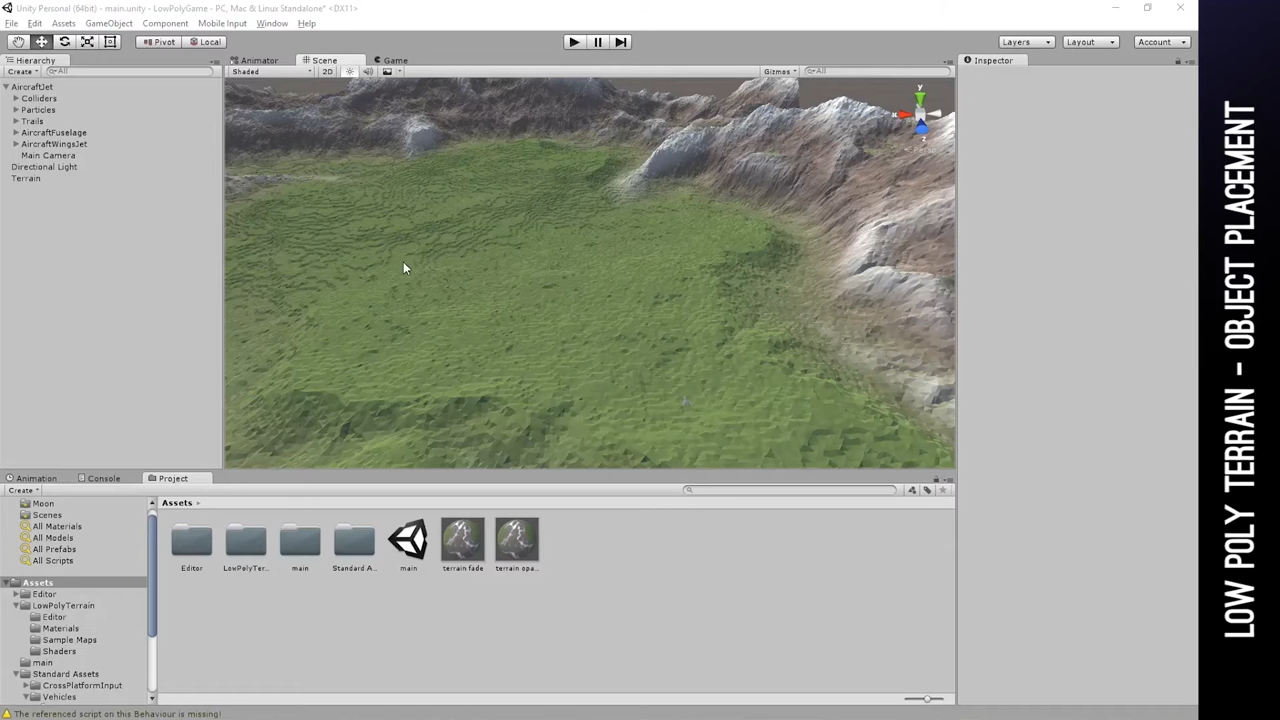 Unity Personal (64bit) - main.unity - LowPolyGame - PC, Mac & Linux Standalone* <DX11>
File Edit Assets GameObject Component Mobile Input Window Help
Pivot Local Layers Layout Account
Hierarchy Animator Scene Game Inspector
Create All Shaded 2D Gizmos All
AircraftJet
Colliders
Particles
Trails
AircraftFuselage
AircraftWingsJet
Main Camera
Directional Light
Terrain
y
x
z
Persp
Animation Console Project
Create
Moon
Scenes
All Materials
All Models
All Prefabs
All Scripts
Assets
Editor
LowPolyTerrain
Editor
Materials
Sample Maps
Shaders
main
Standard Assets
CrossPlatformInput
Vehicles
Assets
Editor LowPolyTer... main Standard A... main terrain fade terrain opa...
The referenced script on this Behaviour is missing!
LOW POLY TERRAIN - OBJECT PLACEMENT